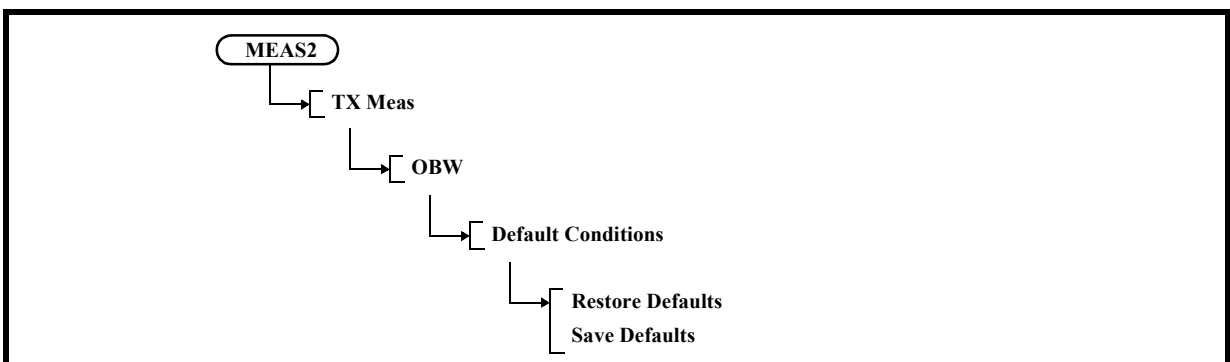 MEAS2
TX Meas
OBW
Default Conditions
Restore Defaults
Save Defaults